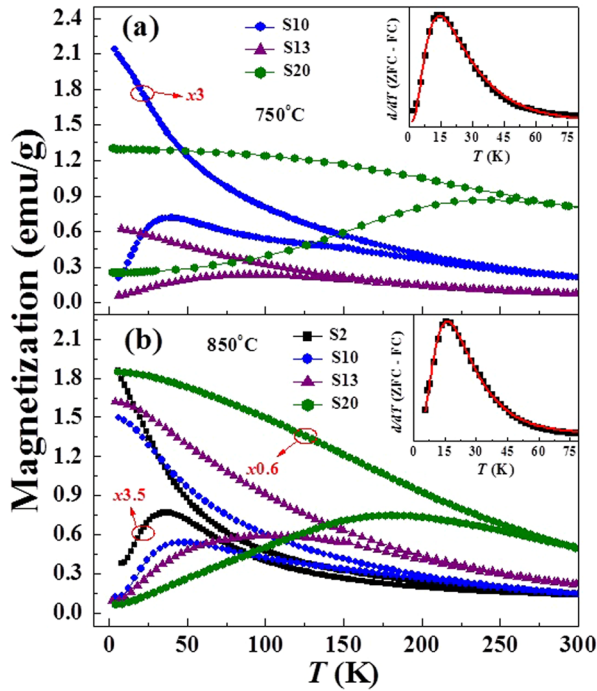 (a)
S10
S13
S20
x3
750°C
2.4
2.1
1.8
1.5
1.2
0.9
0.6
0.3
0.0
d/dT (ZFC - FC)
0 15 30 45 60 75
T (K)
Magnetization (emu/g)
(b)
850°C
S2
S10
S13
S20
x3.5
x0.6
2.1
1.8
1.5
1.2
0.9
0.6
0.3
0.0
d/dT (ZFC - FC)
0 15 30 45 60 75
T (K)
0 50 100 150 200 250 300
T (K)